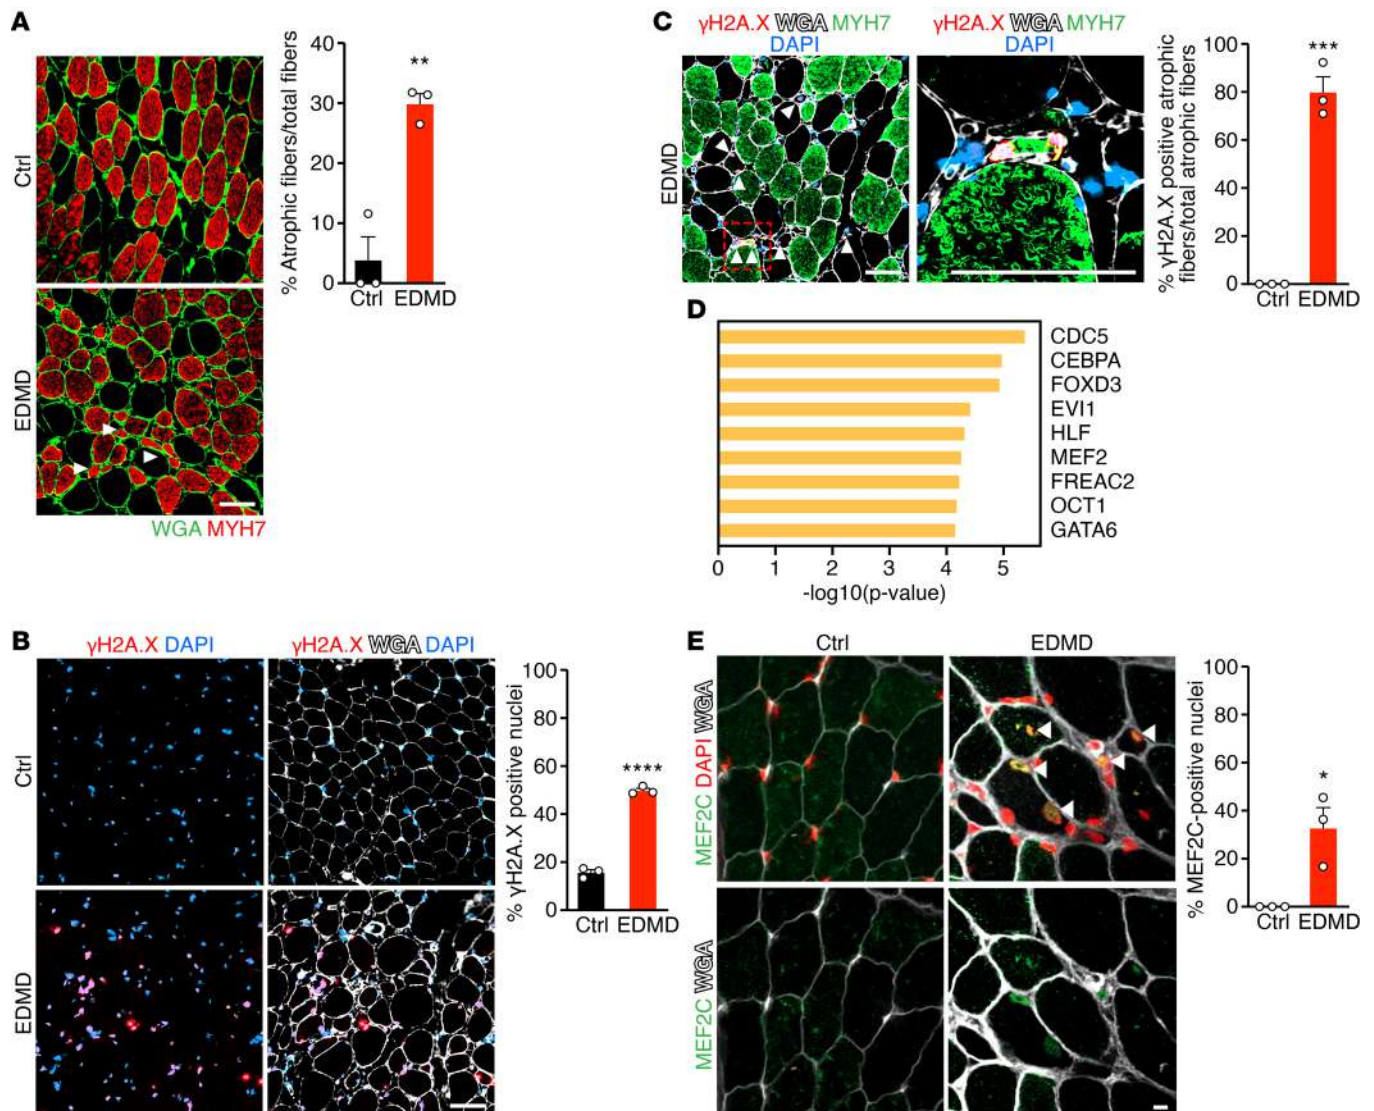 A
Ctrl
EDMD
WGA MYH7
% Atrophic fibers/total fibers
40
30
20
10
0
**
Ctrl EDMD
B
γH2A.X DAPI
γH2A.X WGA DAPI
Ctrl
EDMD
% γH2A.X positive nuclei
100
80
60
40
20
0
****
Ctrl EDMD
C
γH2A.X WGA MYH7
DAPI
γH2A.X WGA MYH7
DAPI
EDMD
% γH2A.X positive atrophic
fibers/total atrophic fibers
100
80
60
40
20
0
***
Ctrl EDMD
D
CDC5
CEBPA
FOXD3
EVI1
HLF
MEF2
FREAC2
OCT1
GATA6
0 1 2 3 4 5
-log10(p-value)
E
Ctrl
EDMD
MEF2C DAPI WGA
MEF2C WGA
% MEF2C-positive nuclei
100
80
60
40
20
0
*
Ctrl EDMD